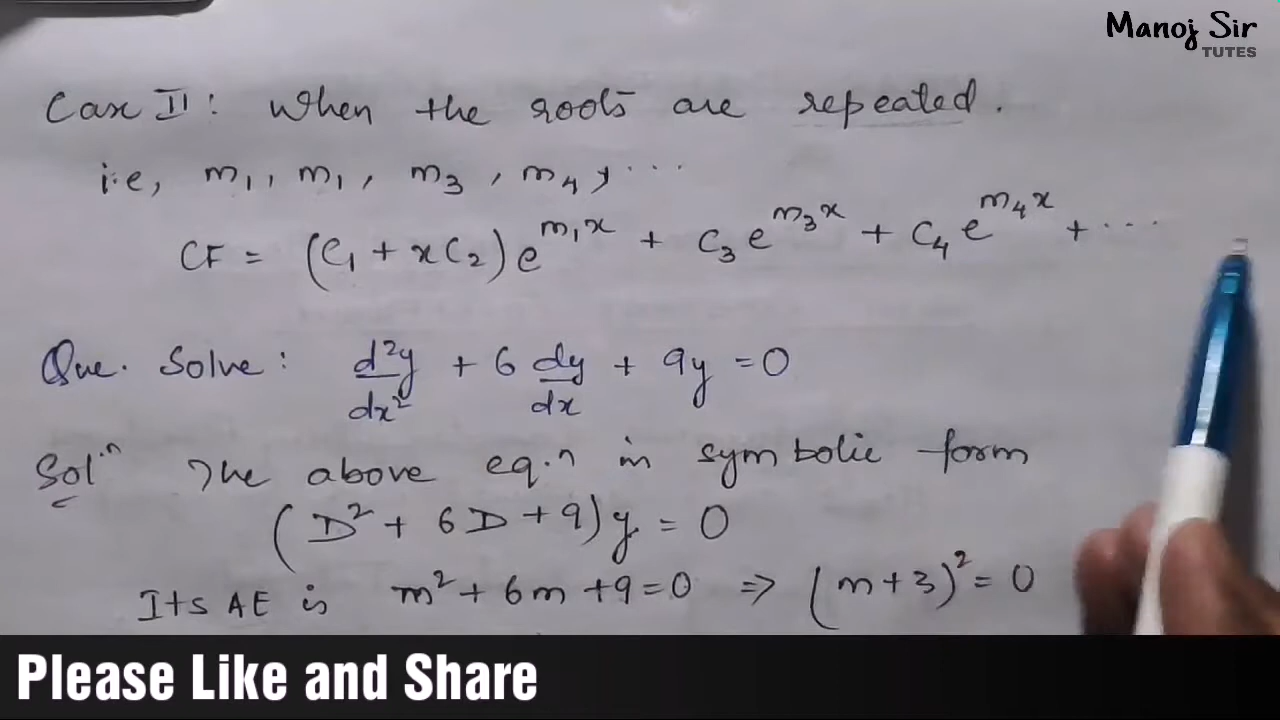 Manoj Sir
TUTES
Case II: When the roots are repeated.
i.e, m₁, m₁, m₃, m₄, ...
CF = (C₁ + xC₂)e^{m₁x} + C₃e^{m₃x} + C₄e^{m₄x} + ...
Que. Solve: d²y/dx² + 6 dy/dx + 9y = 0
Sol.ⁿ The above eq.ⁿ in symbolic form
(D² + 6D + 9)y = 0
Its AE is m² + 6m + 9 = 0 ⇒ (m+3)² = 0
Please Like and Share